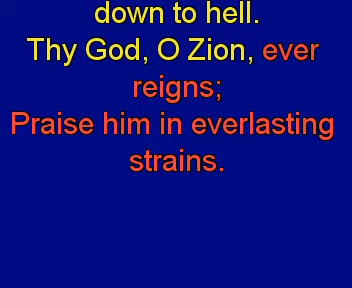 down to hell.
Thy God, O Zion, ever
reigns;
Praise him in everlasting
strains.